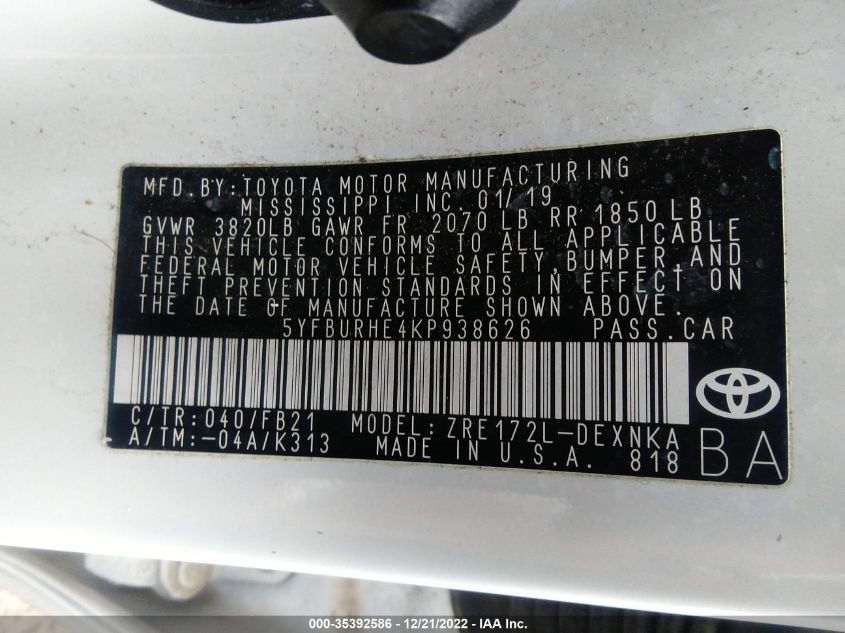 MFD. BY: TOYOTA MOTOR MANUFACTURING
MISSISSIPPI INC. 01/19
GVWR 3820LB GAWR FR 2070 LB RR 1850 LB
THIS VEHICLE CONFORMS TO ALL APPLICABLE
FEDERAL MOTOR VEHICLE SAFETY, BUMPER, AND
THEFT PREVENTION STANDARDS IN EFFECT ON
THE DATE OF MANUFACTURE SHOWN ABOVE.
5YFBURHE4KP938626 PASS. CAR
C/TR: 040/FB21 MODEL: ZRE172L-DEXNKA
A/TM: -04A/K313 MADE IN U.S.A. 818
BA
000-35392586 - 12/21/2022 - IAA Inc.